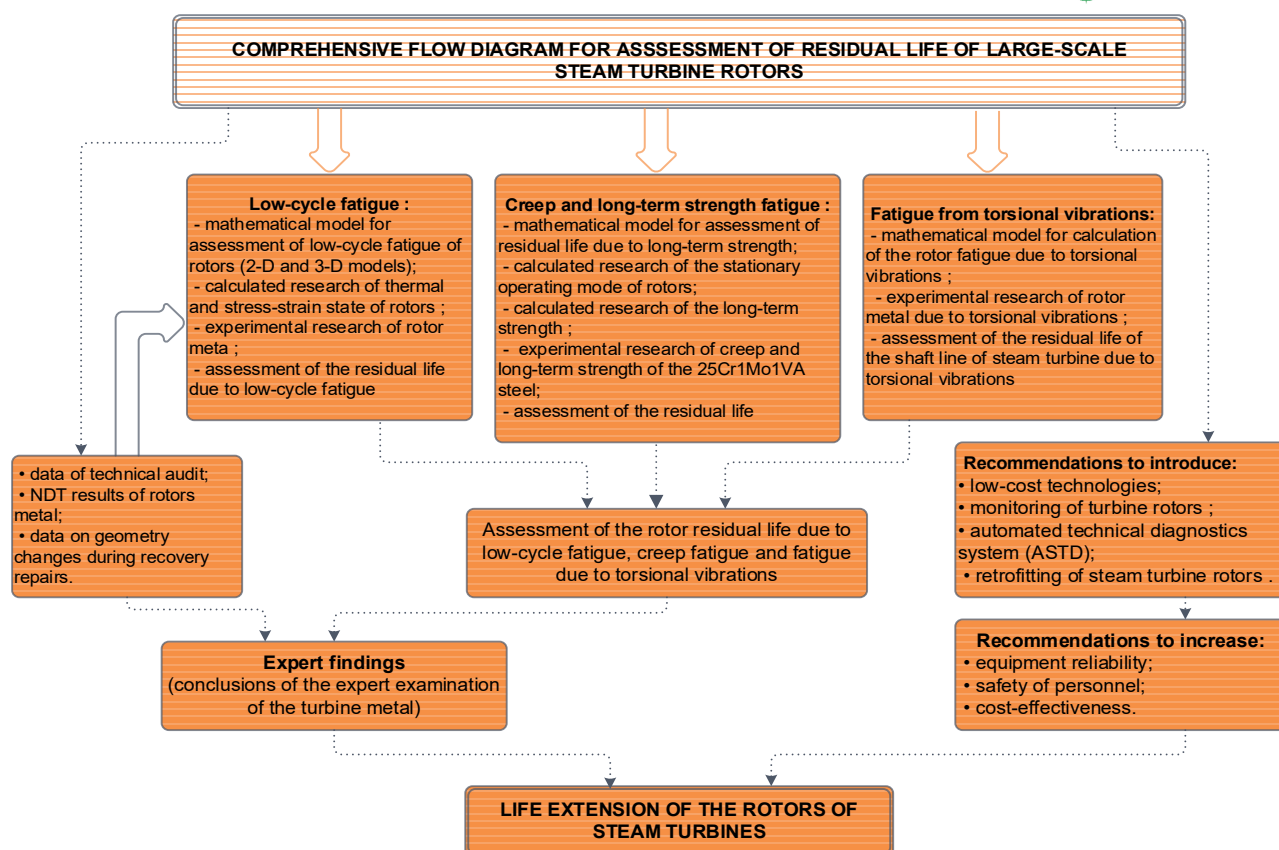 COMPREHENSIVE FLOW DIAGRAM FOR ASSSESSMENT OF RESIDUAL LIFE OF LARGE-SCALE
STEAM TURBINE ROTORS
Low-cycle fatigue :
- mathematical model for
assessment of low-cycle fatigue of
rotors (2-D and 3-D models);
- calculated research of thermal
and stress-strain state of rotors ;
- experimental research of rotor
meta ;
- assessment of the residual life
due to low-cycle fatigue
Creep and long-term strength fatigue :
- mathematical model for assessment of
residual life due to long-term strength;
- calculated research of the stationary
operating mode of rotors;
- calculated research of the long-term
strength ;
- experimental research of creep and
long-term strength of the 25Cr1Mo1VA
steel;
- assessment of the residual life
Fatigue from torsional vibrations:
- mathematical model for calculation
of the rotor fatigue due to torsional
vibrations ;
- experimental research of rotor
metal due to torsional vibrations ;
- assessment of the residual life of
the shaft line of steam turbine due to
torsional vibrations
• data of technical audit;
• NDT results of rotors
metal;
• data on geometry
changes during recovery
repairs.
Assessment of the rotor residual life due to
low-cycle fatigue, creep fatigue and fatigue
due to torsional vibrations
Recommendations to introduce:
• low-cost technologies;
• monitoring of turbine rotors ;
• automated technical diagnostics
system (ASTD);
• retrofitting of steam turbine rotors .
Expert findings
(conclusions of the expert examination
of the turbine metal)
Recommendations to increase:
• equipment reliability;
• safety of personnel;
• cost-effectiveness.
LIFE EXTENSION OF THE ROTORS OF
STEAM TURBINES